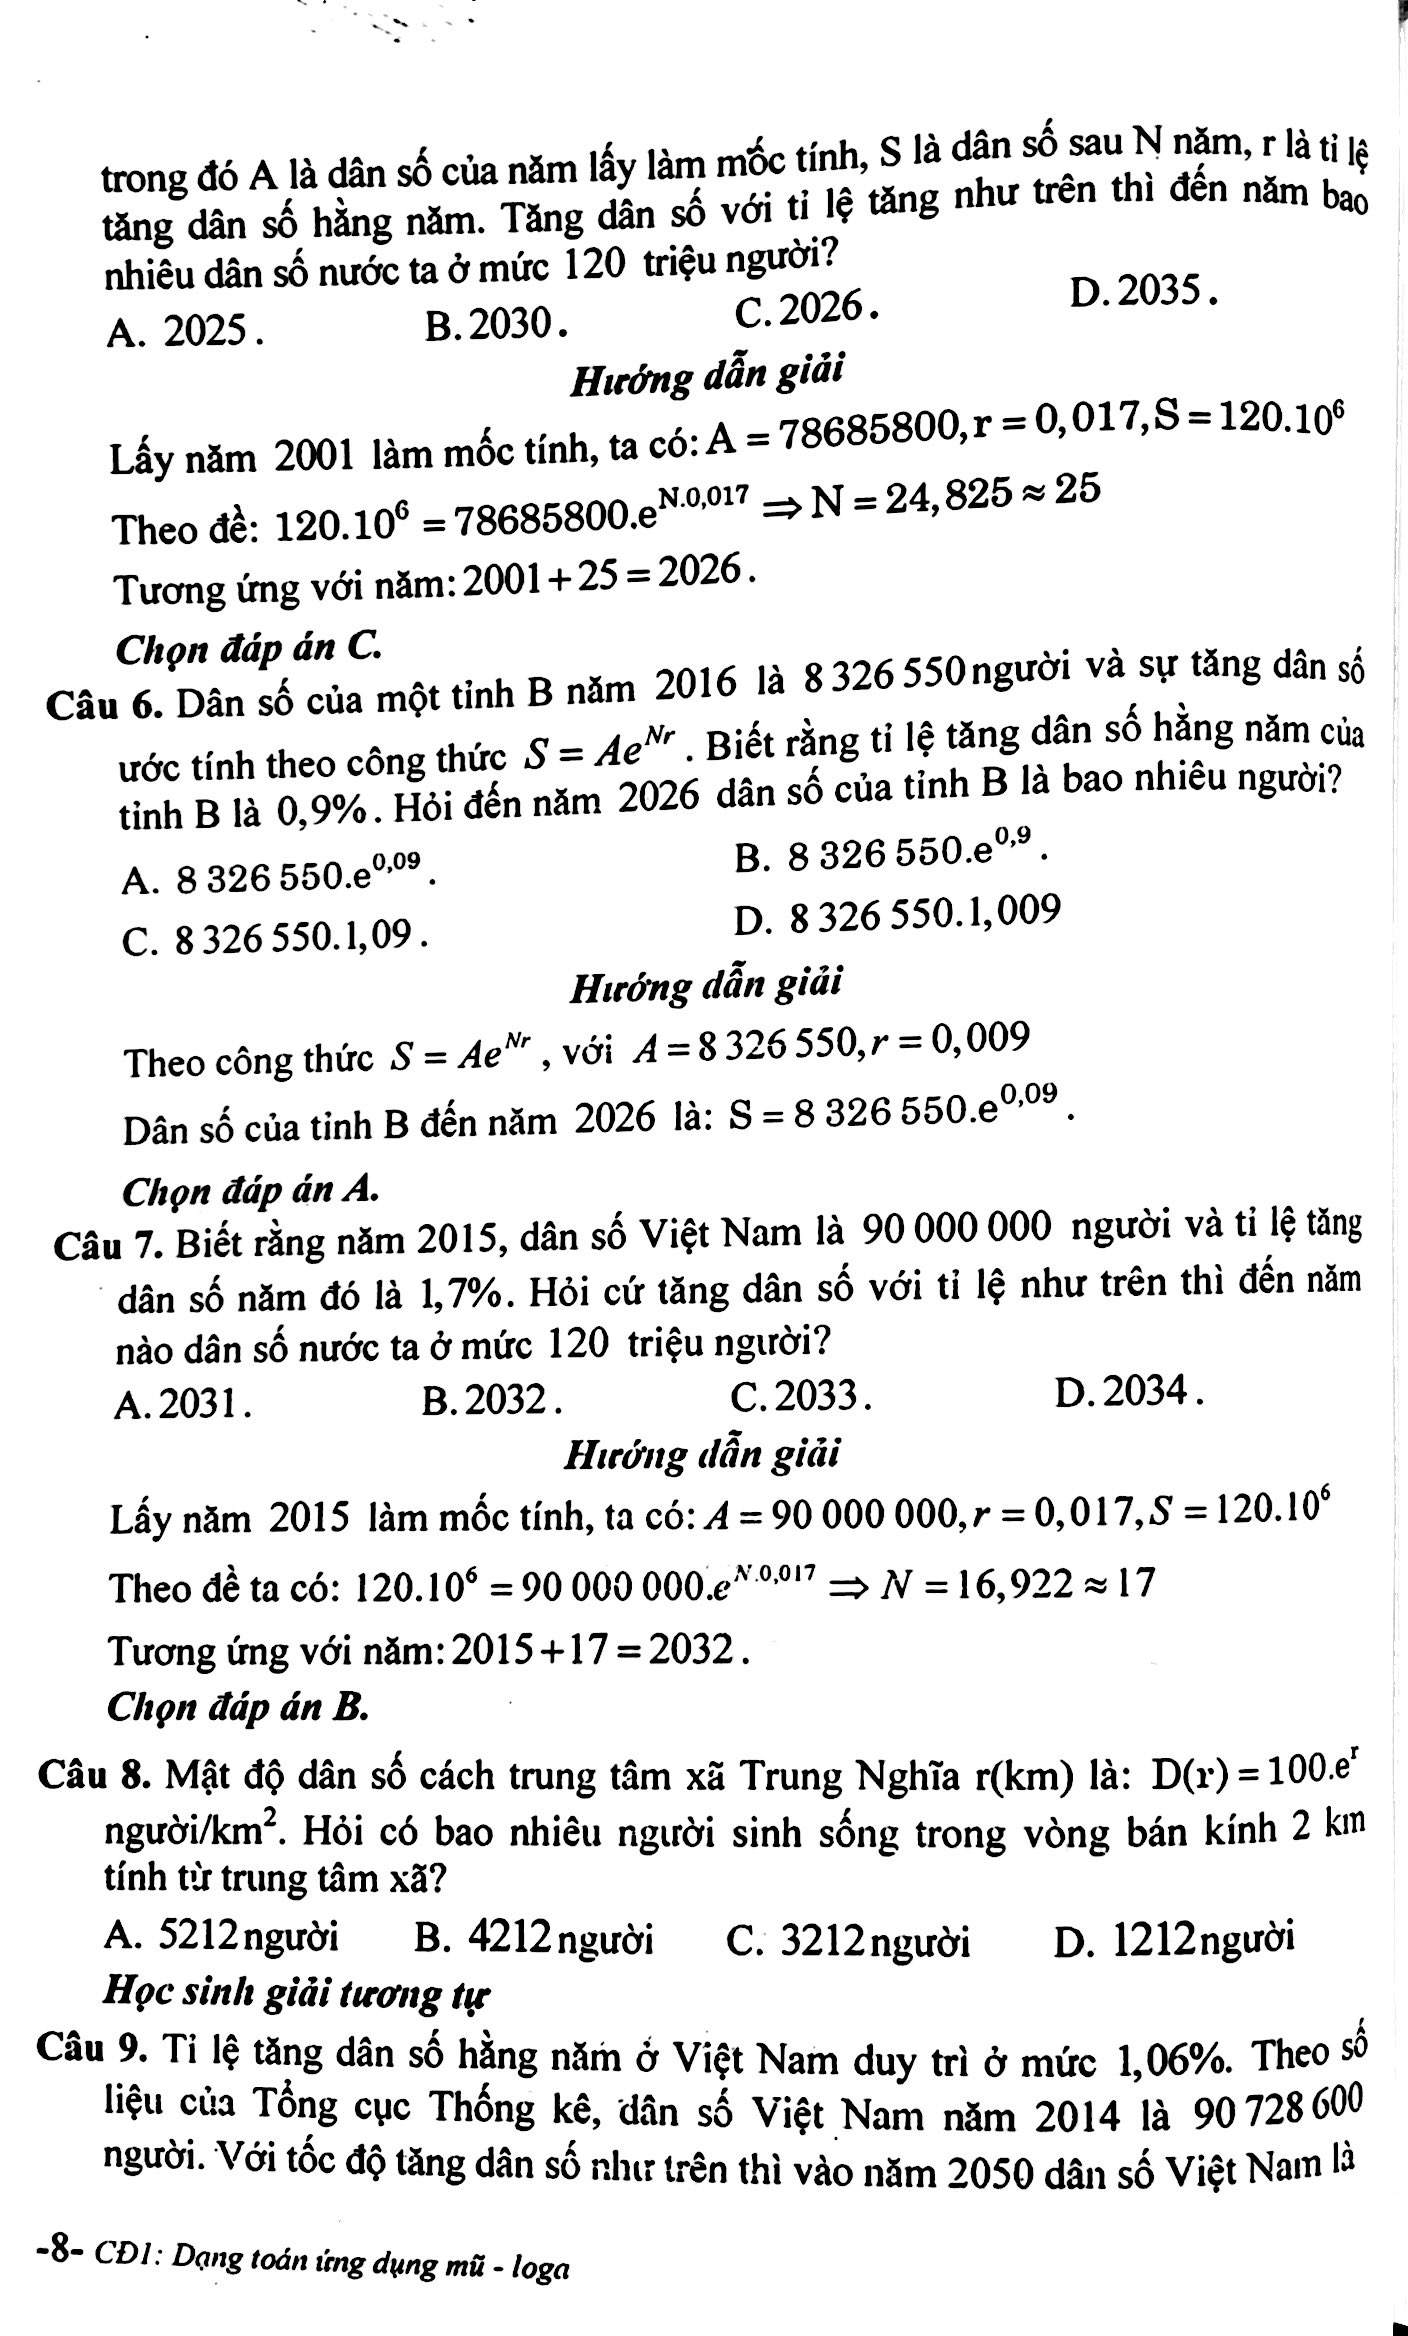 trong đó A là dân số của năm lấy làm mốc tính, S là dân số sau N năm, r là tỉ lệ
tăng dân số hằng năm. Tăng dân số với tỉ lệ tăng như trên thì đến năm bao
nhiêu dân số nước ta ở mức 120 triệu người?
A. 2025. B. 2030. C. 2026. D. 2035.
Hướng dẫn giải
Lấy năm 2001 làm mốc tính, ta có: A = 78685800, r = 0,017, S = 120.10⁶
Theo đề: 120.10⁶ = 78685800.e^{N.0,017} ⇒ N = 24,825 ≈ 25
Tương ứng với năm: 2001 + 25 = 2026.
Chọn đáp án C.
Câu 6. Dân số của một tỉnh B năm 2016 là 8 326 550 người và sự tăng dân số
ước tính theo công thức S = Ae^{Nr}. Biết rằng tỉ lệ tăng dân số hằng năm của
tỉnh B là 0,9%. Hỏi đến năm 2026 dân số của tỉnh B là bao nhiêu người?
A. 8 326 550.e^{0,09}. B. 8 326 550.e^{0,9}.
C. 8 326 550.1,09. D. 8 326 550.1,009
Hướng dẫn giải
Theo công thức S = Ae^{Nr}, với A = 8 326 550, r = 0,009
Dân số của tỉnh B đến năm 2026 là: S = 8 326 550.e^{0,09}.
Chọn đáp án A.
Câu 7. Biết rằng năm 2015, dân số Việt Nam là 90 000 000 người và tỉ lệ tăng
dân số năm đó là 1,7%. Hỏi cứ tăng dân số với tỉ lệ như trên thì đến năm
nào dân số nước ta ở mức 120 triệu người?
A. 2031. B. 2032. C. 2033. D. 2034.
Hướng dẫn giải
Lấy năm 2015 làm mốc tính, ta có: A = 90 000 000, r = 0,017, S = 120.10⁶
Theo đề ta có: 120.10⁶ = 90 000 000.e^{N.0,017} ⇒ N = 16,922 ≈ 17
Tương ứng với năm: 2015 + 17 = 2032.
Chọn đáp án B.
Câu 8. Mật độ dân số cách trung tâm xã Trung Nghĩa r(km) là: D(r) = 100.e^{r}
người/km². Hỏi có bao nhiêu người sinh sống trong vòng bán kính 2 km
tính từ trung tâm xã?
A. 5212 người B. 4212 người C. 3212 người D. 1212 người
Học sinh giải tương tự
Câu 9. Tỉ lệ tăng dân số hằng năm ở Việt Nam duy trì ở mức 1,06%. Theo số
liệu của Tổng cục Thống kê, dân số Việt Nam năm 2014 là 90 728 600
người. Với tốc độ tăng dân số như trên thì vào năm 2050 dân số Việt Nam là
-8- CĐ1: Dạng toán ứng dụng mũ - loga